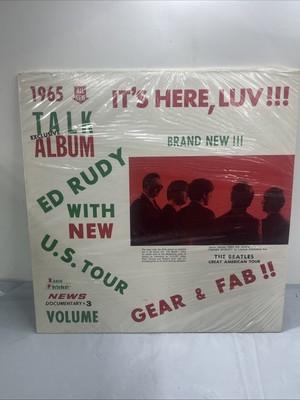 1965
IT'S HERE, LUV!!!
TALK
EXCLUSIVE
ALBUM
BRAND NEW!!!
ED RUDY
WITH
NEW
U.S. TOUR
THE BEATLES
GREAT AMERICAN TOUR
GEAR & FAB!!
NEWS
DOCUMENTARY #3
VOLUME